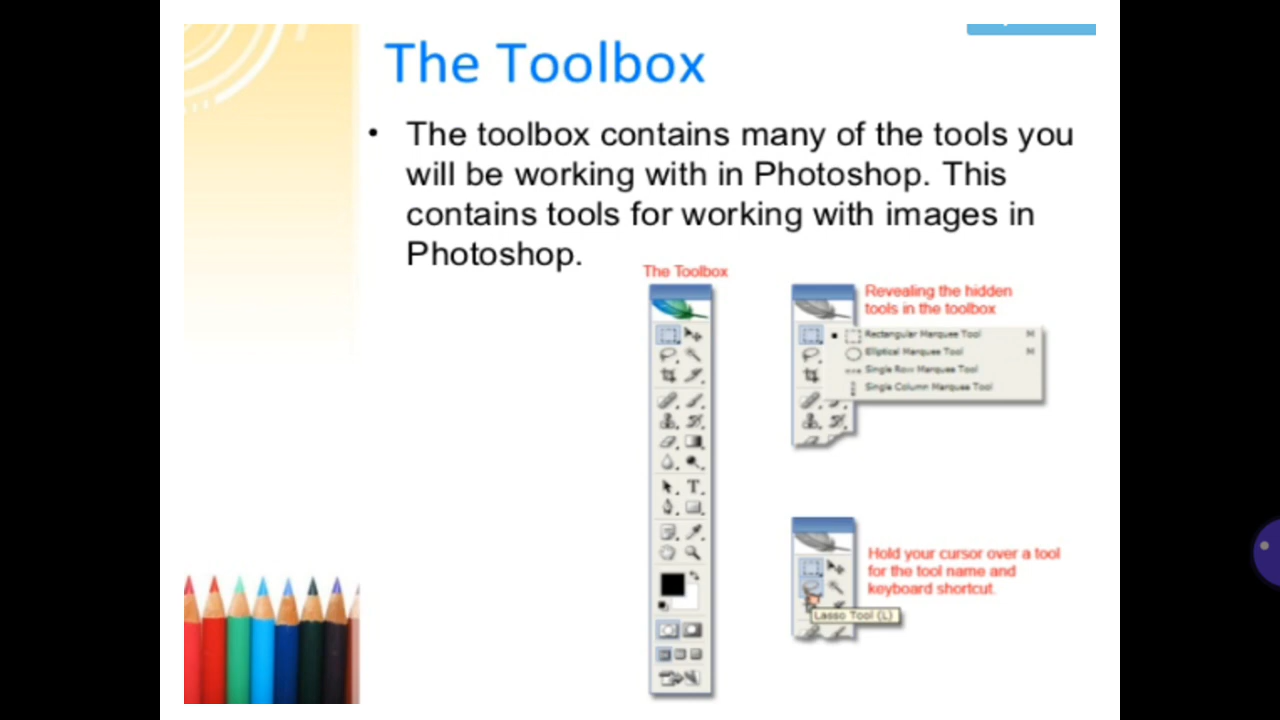 The Toolbox
• The toolbox contains many of the tools you
will be working with in Photoshop. This
contains tools for working with images in
Photoshop.
The Toolbox
Revealing the hidden
tools in the toolbox
Rectangular Marquee Tool M
Elliptical Marquee Tool M
Single Row Marquee Tool
Single Column Marquee Tool
T
Hold your cursor over a tool
for the tool name and
keyboard shortcut.
Lasso Tool (L)